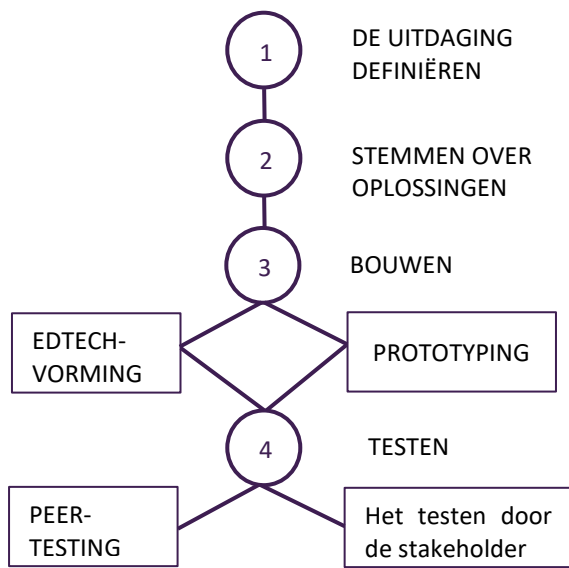 1
DE UITDAGING
DEFINIËREN
2
STEMMEN OVER
OPLOSSINGEN
3
BOUWEN
EDTECH-
VORMING
PROTOTYPING
4
TESTEN
PEER-
TESTING
Het testen door
de stakeholder